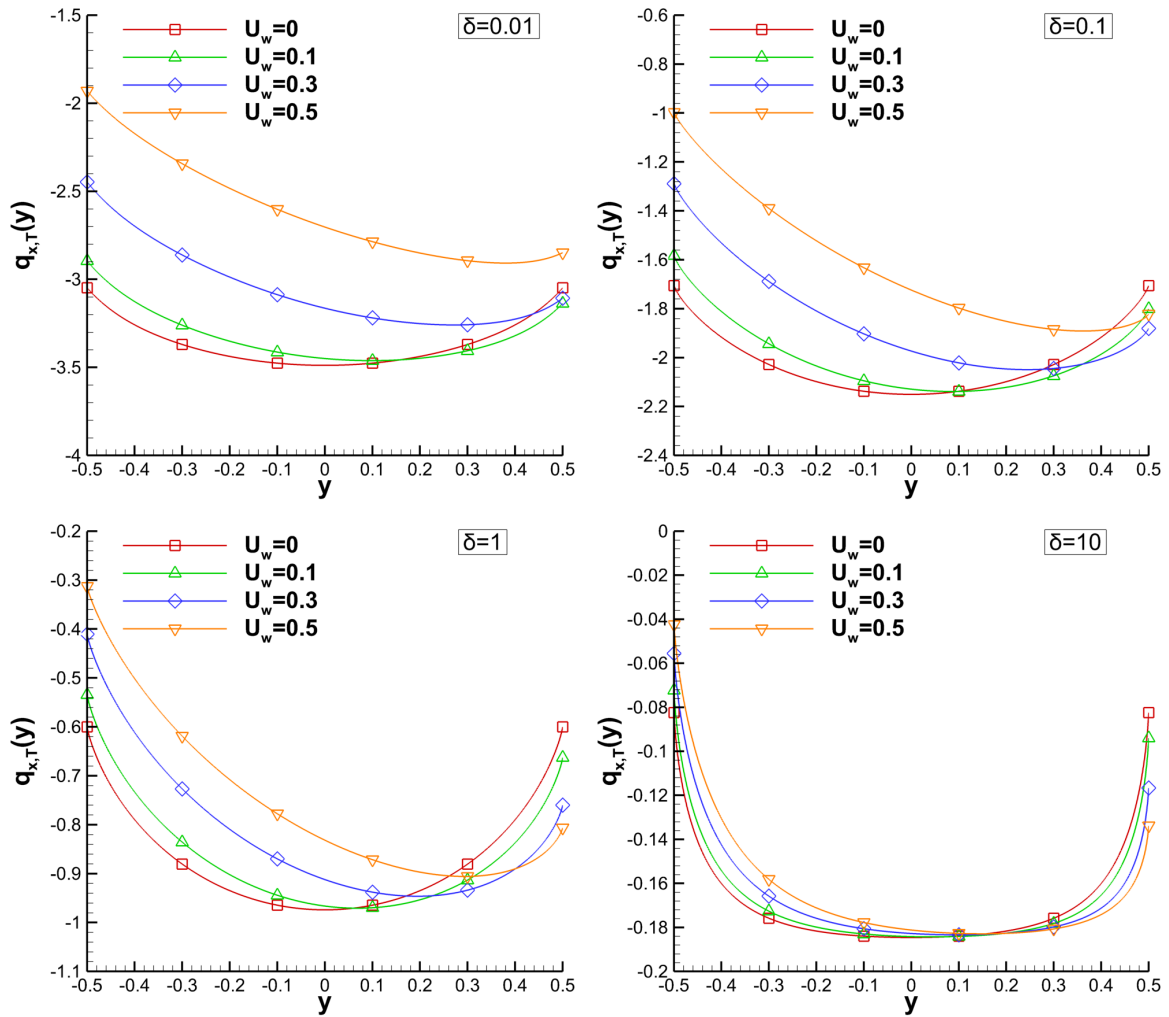 δ=0.01
U_w=0
U_w=0.1
U_w=0.3
U_w=0.5
-1.5
-2
-2.5
-3
-3.5
-4
q_{x,T}(y)
-0.5 -0.4 -0.3 -0.2 -0.1 0 0.1 0.2 0.3 0.4 0.5
y
δ=0.1
U_w=0
U_w=0.1
U_w=0.3
U_w=0.5
-0.6
-0.8
-1
-1.2
-1.4
-1.6
-1.8
-2
-2.2
-2.4
q_{x,T}(y)
-0.5 -0.4 -0.3 -0.2 -0.1 0 0.1 0.2 0.3 0.4 0.5
y
δ=1
U_w=0
U_w=0.1
U_w=0.3
U_w=0.5
-0.2
-0.3
-0.4
-0.5
-0.6
-0.7
-0.8
-0.9
-1
-1.1
q_{x,T}(y)
-0.5 -0.4 -0.3 -0.2 -0.1 0 0.1 0.2 0.3 0.4 0.5
y
δ=10
U_w=0
U_w=0.1
U_w=0.3
U_w=0.5
0
-0.02
-0.04
-0.06
-0.08
-0.1
-0.12
-0.14
-0.16
-0.18
-0.2
q_{x,T}(y)
-0.5 -0.4 -0.3 -0.2 -0.1 0 0.1 0.2 0.3 0.4 0.5
y